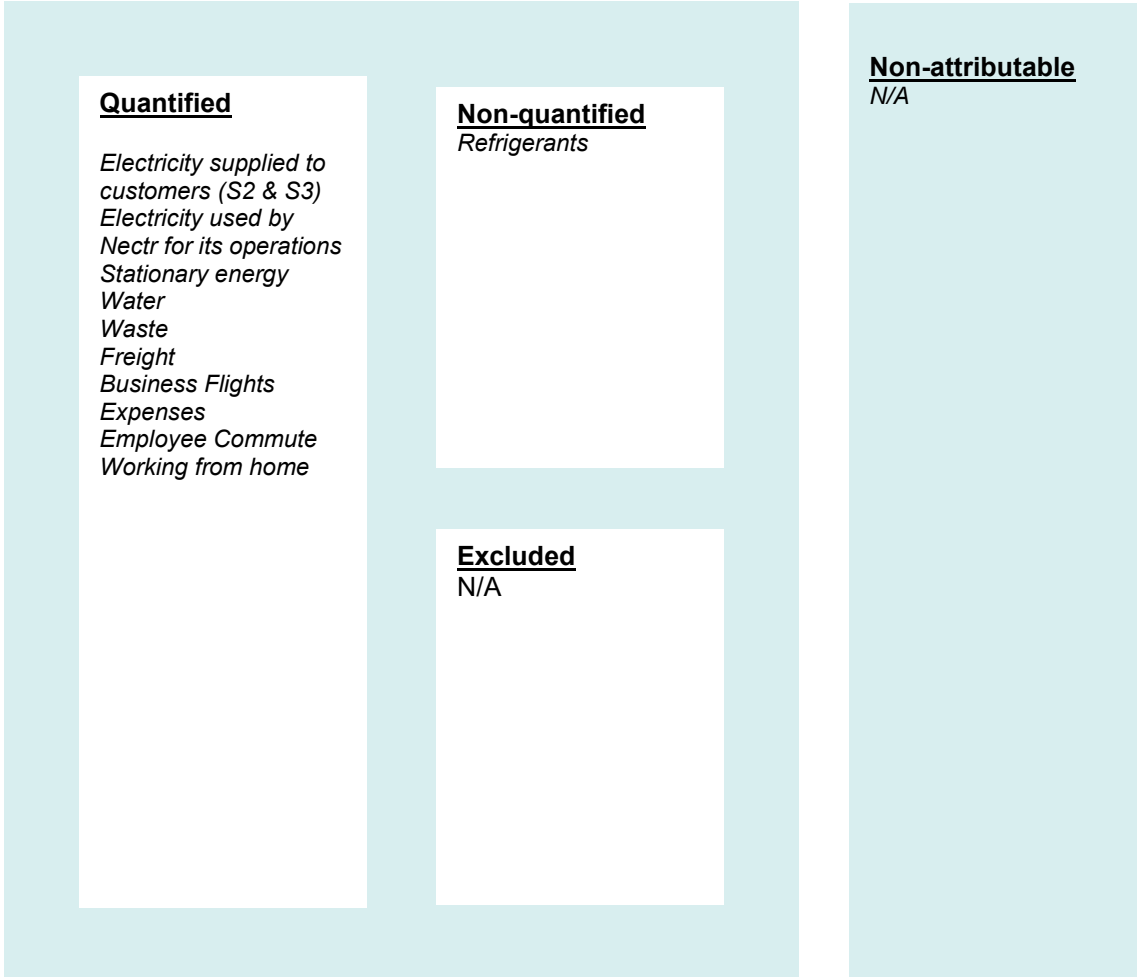 Quantified
Electricity supplied to
customers (S2 & S3)
Electricity used by
Nectr for its operations
Stationary energy
Water
Waste
Freight
Business Flights
Expenses
Employee Commute
Working from home
Non-quantified
Refrigerants
Excluded
N/A
Non-attributable
N/A